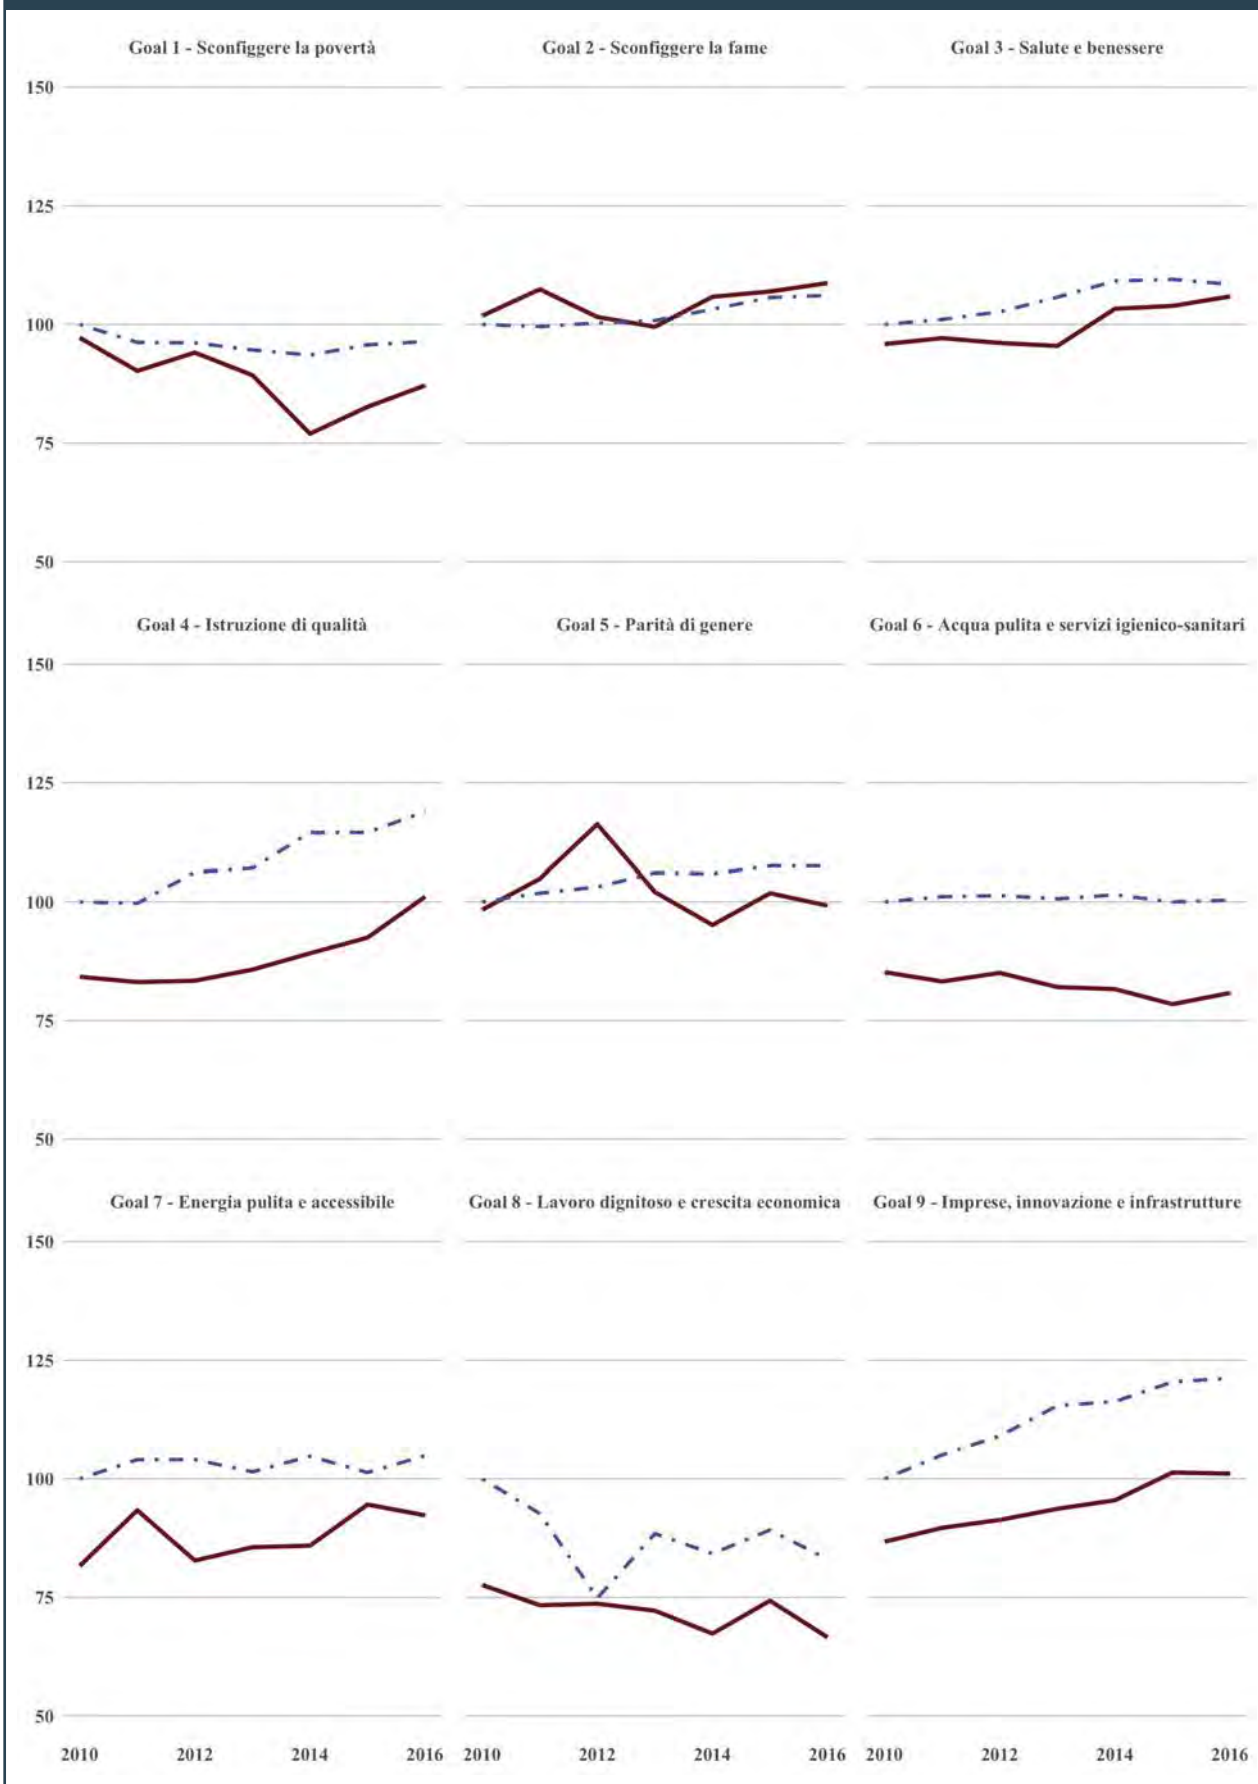 Goal 1 - Sconfiggere la povertà
Goal 2 - Sconfiggere la fame
Goal 3 - Salute e benessere
150
125
100
75
50
Goal 4 - Istruzione di qualità
Goal 5 - Parità di genere
Goal 6 - Acqua pulita e servizi igienico-sanitari
150
125
100
75
50
Goal 7 - Energia pulita e accessibile
Goal 8 - Lavoro dignitoso e crescita economica
Goal 9 - Imprese, innovazione e infrastrutture
150
125
100
75
50
2010 2012 2014 2016
2010 2012 2014 2016
2010 2012 2014 2016